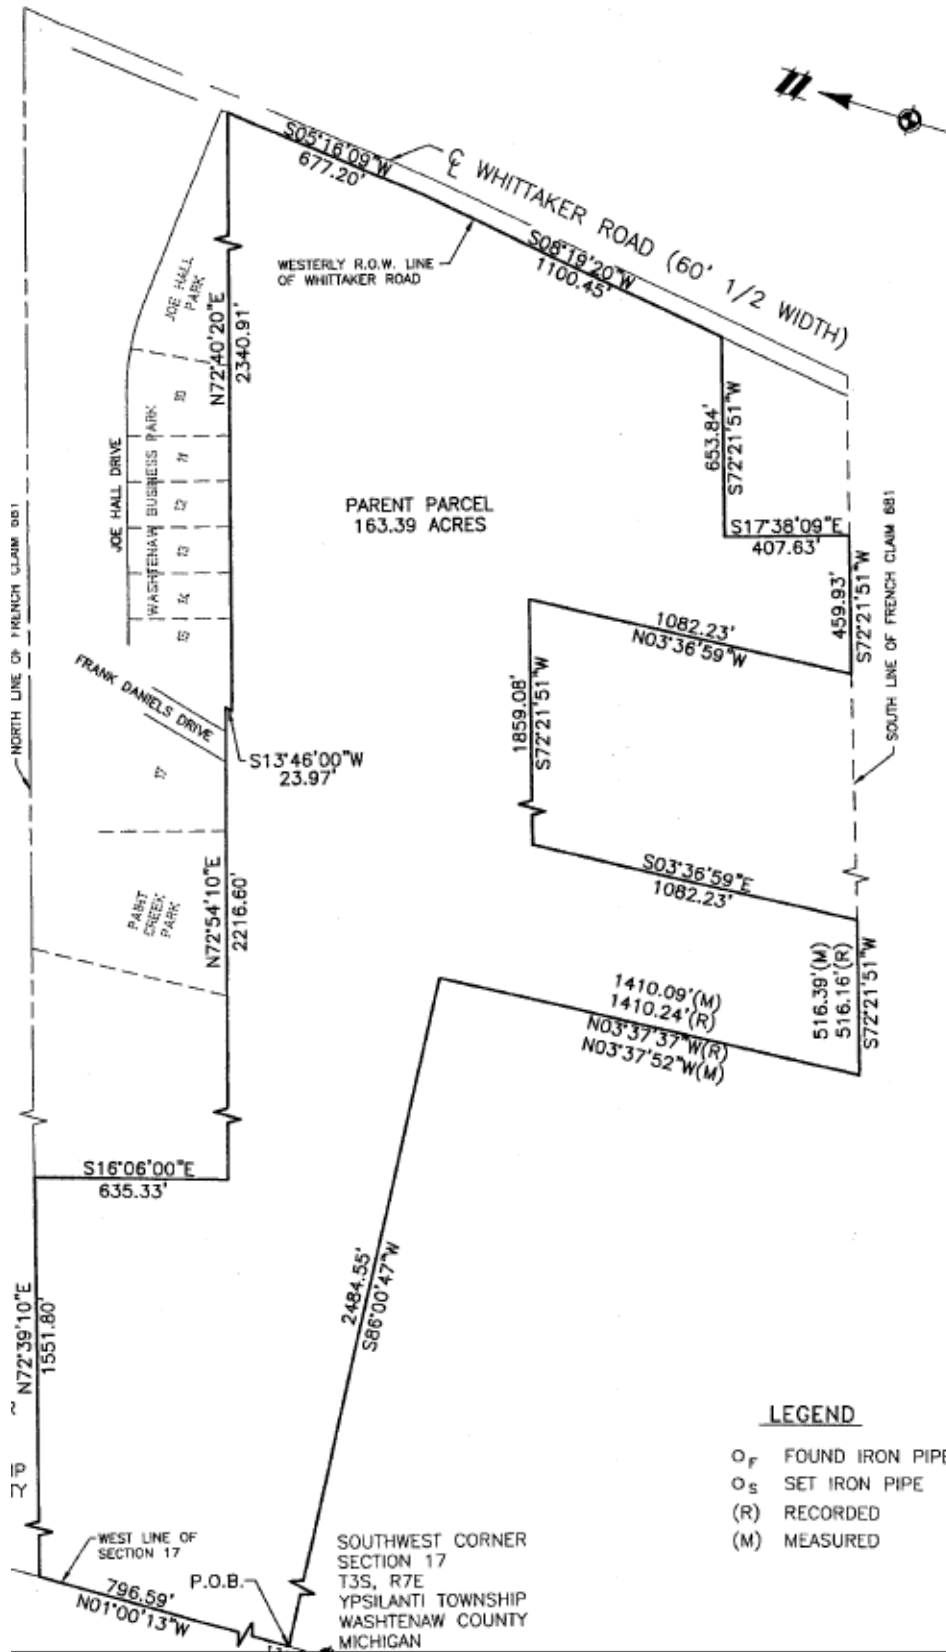 S05°16'09"W
677.20'
℄ WHITTAKER ROAD (60' 1/2 WIDTH)
S08°19'20"W
1100.45'
WESTERLY R.O.W. LINE
OF WHITTAKER ROAD
JOE HALL
PARK
N72°40'20"E
2340.91'
10
11
12
13
14
15
WASHTENAW BUSINESS PARK
JOE HALL DRIVE
653.84'
S72°21'51"W
PARENT PARCEL
163.39 ACRES
S17°38'09"E
407.63'
459.93'
S72°21'51"W
SOUTH LINE OF FRENCH CLAIM 681
NORTH LINE OF FRENCH CLAIM 681
1082.23'
N03°36'59"W
1859.08'
S72°21'51"W
FRANK DANIELS DRIVE
S13°46'00"W
23.97'
17
PAINT
CREEK
PARK
N72°54'10"E
2216.60'
S03°36'59"E
1082.23'
516.39'(M)
516.16'(R)
S72°21'51"W
1410.09'(M)
1410.24'(R)
N03°37'37"W(R)
N03°37'52"W(M)
S16°06'00"E
635.33'
2484.55'
S86°00'47"W
N72°39'10"E
1551.80'
LEGEND
O F FOUND IRON PIPE
O S SET IRON PIPE
(R) RECORDED
(M) MEASURED
WEST LINE OF
SECTION 17
796.59'
N01°00'13"W
P.O.B.
SOUTHWEST CORNER
SECTION 17
T3S, R7E
YPSILANTI TOWNSHIP
WASHTENAW COUNTY
MICHIGAN